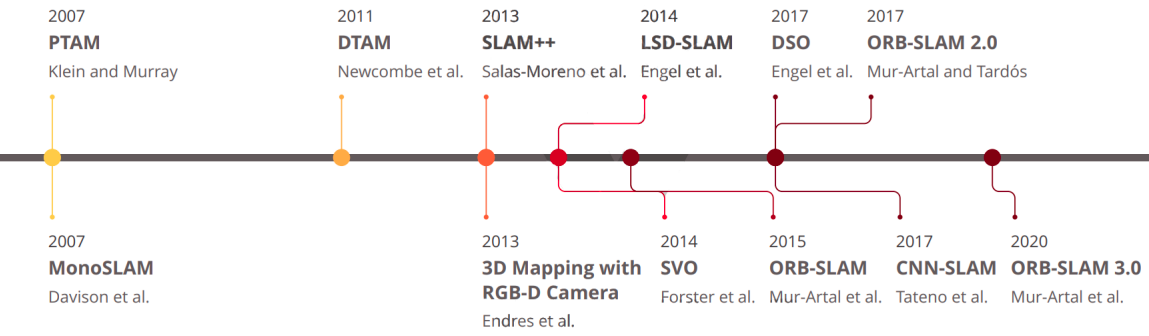 2007
PTAM
Klein and Murray
2011
DTAM
Newcombe et al.
2013
SLAM++
Salas-Moreno et al.
2014
LSD-SLAM
Engel et al.
2017
DSO
Engel et al.
2017
ORB-SLAM 2.0
Mur-Artal and Tardós
2007
MonoSLAM
Davison et al.
2013
3D Mapping with
RGB-D Camera
Endres et al.
2014
SVO
Forster et al.
2015
ORB-SLAM
Mur-Artal et al.
2017
CNN-SLAM
Tateno et al.
2020
ORB-SLAM 3.0
Mur-Artal et al.